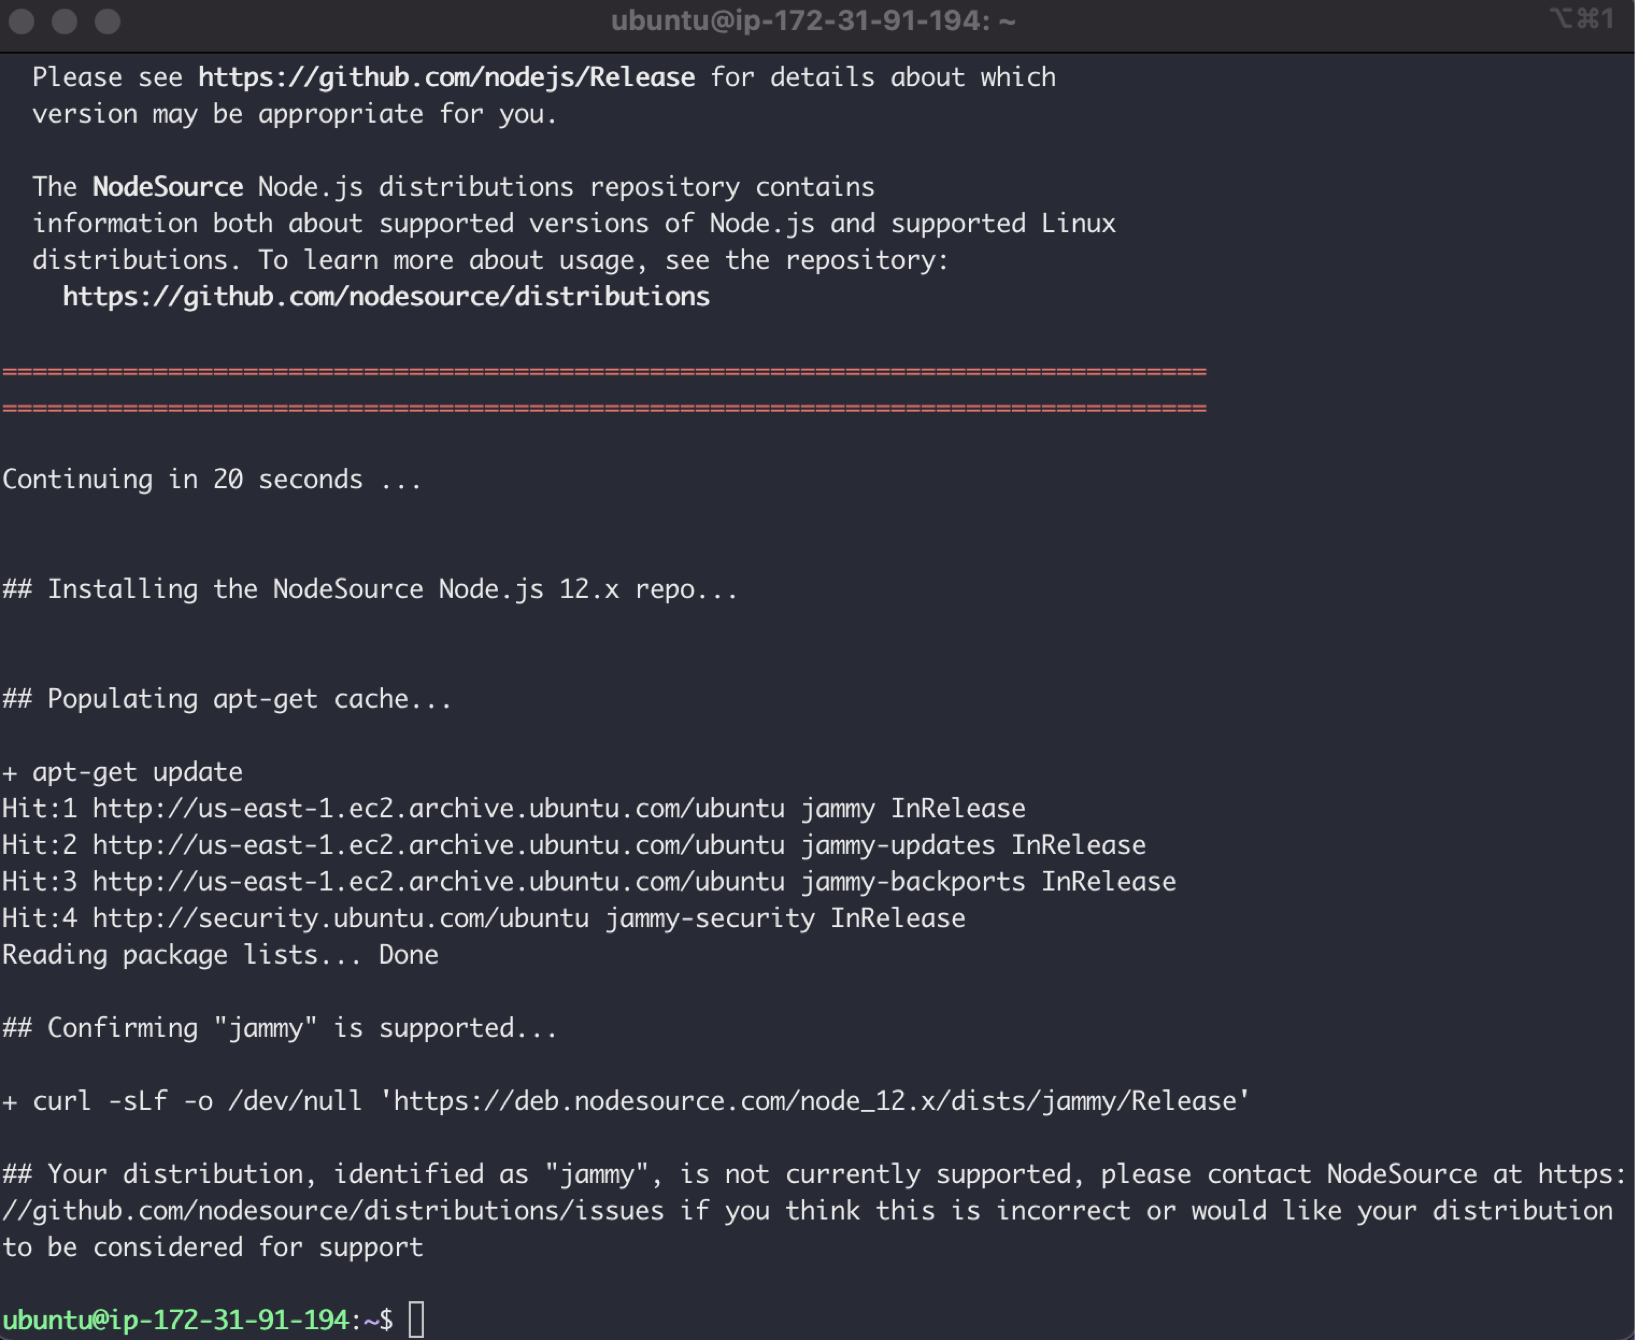 ubuntu@ip-172-31-91-194: ~
⌥⌘1
Please see https://github.com/nodejs/Release for details about which
version may be appropriate for you.
The NodeSource Node.js distributions repository contains
information both about supported versions of Node.js and supported Linux
distributions. To learn more about usage, see the repository:
https://github.com/nodesource/distributions
================================================================================
================================================================================
Continuing in 20 seconds ...
## Installing the NodeSource Node.js 12.x repo...
## Populating apt-get cache...
+ apt-get update
Hit:1 http://us-east-1.ec2.archive.ubuntu.com/ubuntu jammy InRelease
Hit:2 http://us-east-1.ec2.archive.ubuntu.com/ubuntu jammy-updates InRelease
Hit:3 http://us-east-1.ec2.archive.ubuntu.com/ubuntu jammy-backports InRelease
Hit:4 http://security.ubuntu.com/ubuntu jammy-security InRelease
Reading package lists... Done
## Confirming "jammy" is supported...
+ curl -sLf -o /dev/null 'https://deb.nodesource.com/node_12.x/dists/jammy/Release'
## Your distribution, identified as "jammy", is not currently supported, please contact NodeSource at https:
//github.com/nodesource/distributions/issues if you think this is incorrect or would like your distribution
to be considered for support
ubuntu@ip-172-31-91-194:~$